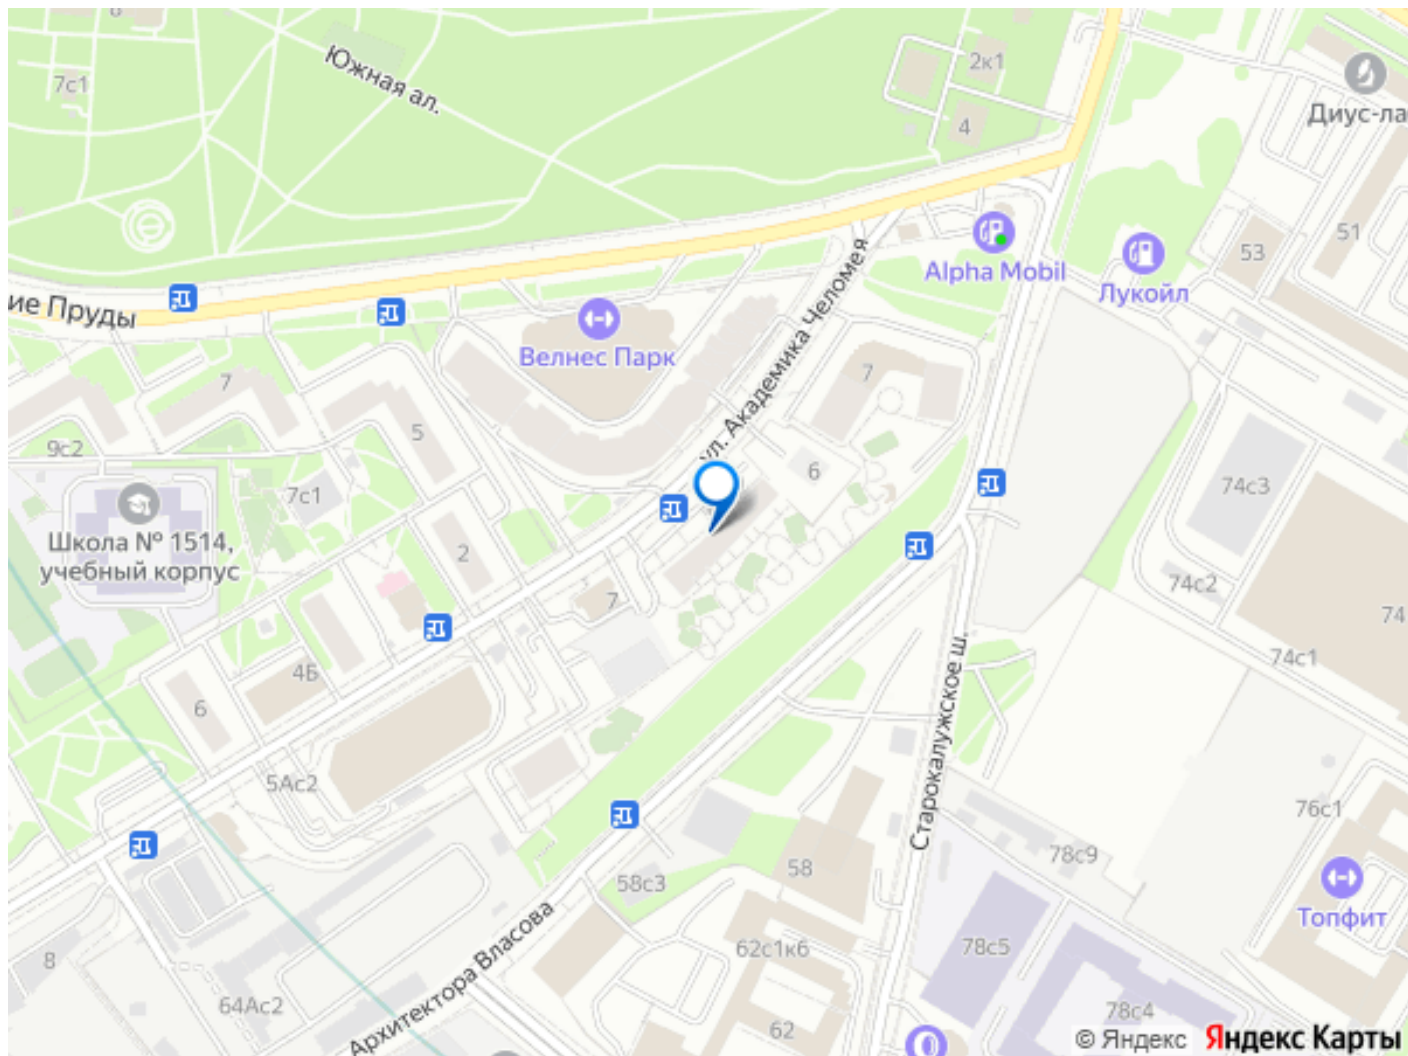 8
7с1
Южная ал.
2к1
4
Диус-ла
51
53
Alpha Mobil
Лукойл
ие Пруды
Велнес Парк
ул. Академика Челомея
7
7
5
9с2
7с1
6
74с3
Школа № 1514,
учебный корпус
2
7
74с2
74
74с1
4Б
6
5Ас2
Старокалужское ш.
76с1
78с9
58
58с3
Топфит
Архитектора Власова
62с1к6
78с5
8
64Ас2
78с4
62
© Яндекс Яндекс Карты